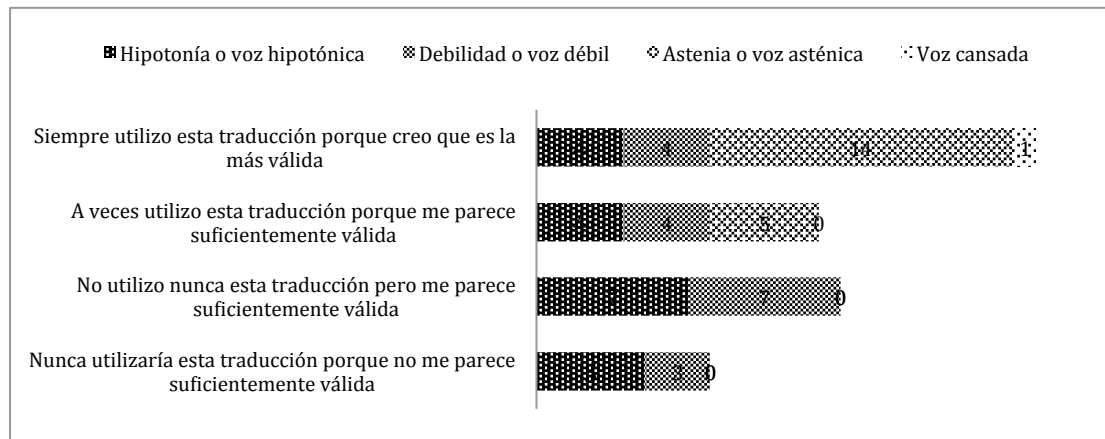 Hipotonía o voz hipotónica Debilidad o voz débil Astenia o voz asténica Voz cansada
Siempre utilizo esta traducción porque creo que es la
más válida
4 14 1
A veces utilizo esta traducción porque me parece
suficientemente válida
4 5 0
No utilizo nunca esta traducción pero me parece
suficientemente válida
7 0
Nunca utilizaría esta traducción porque no me parece
suficientemente válida
3 0